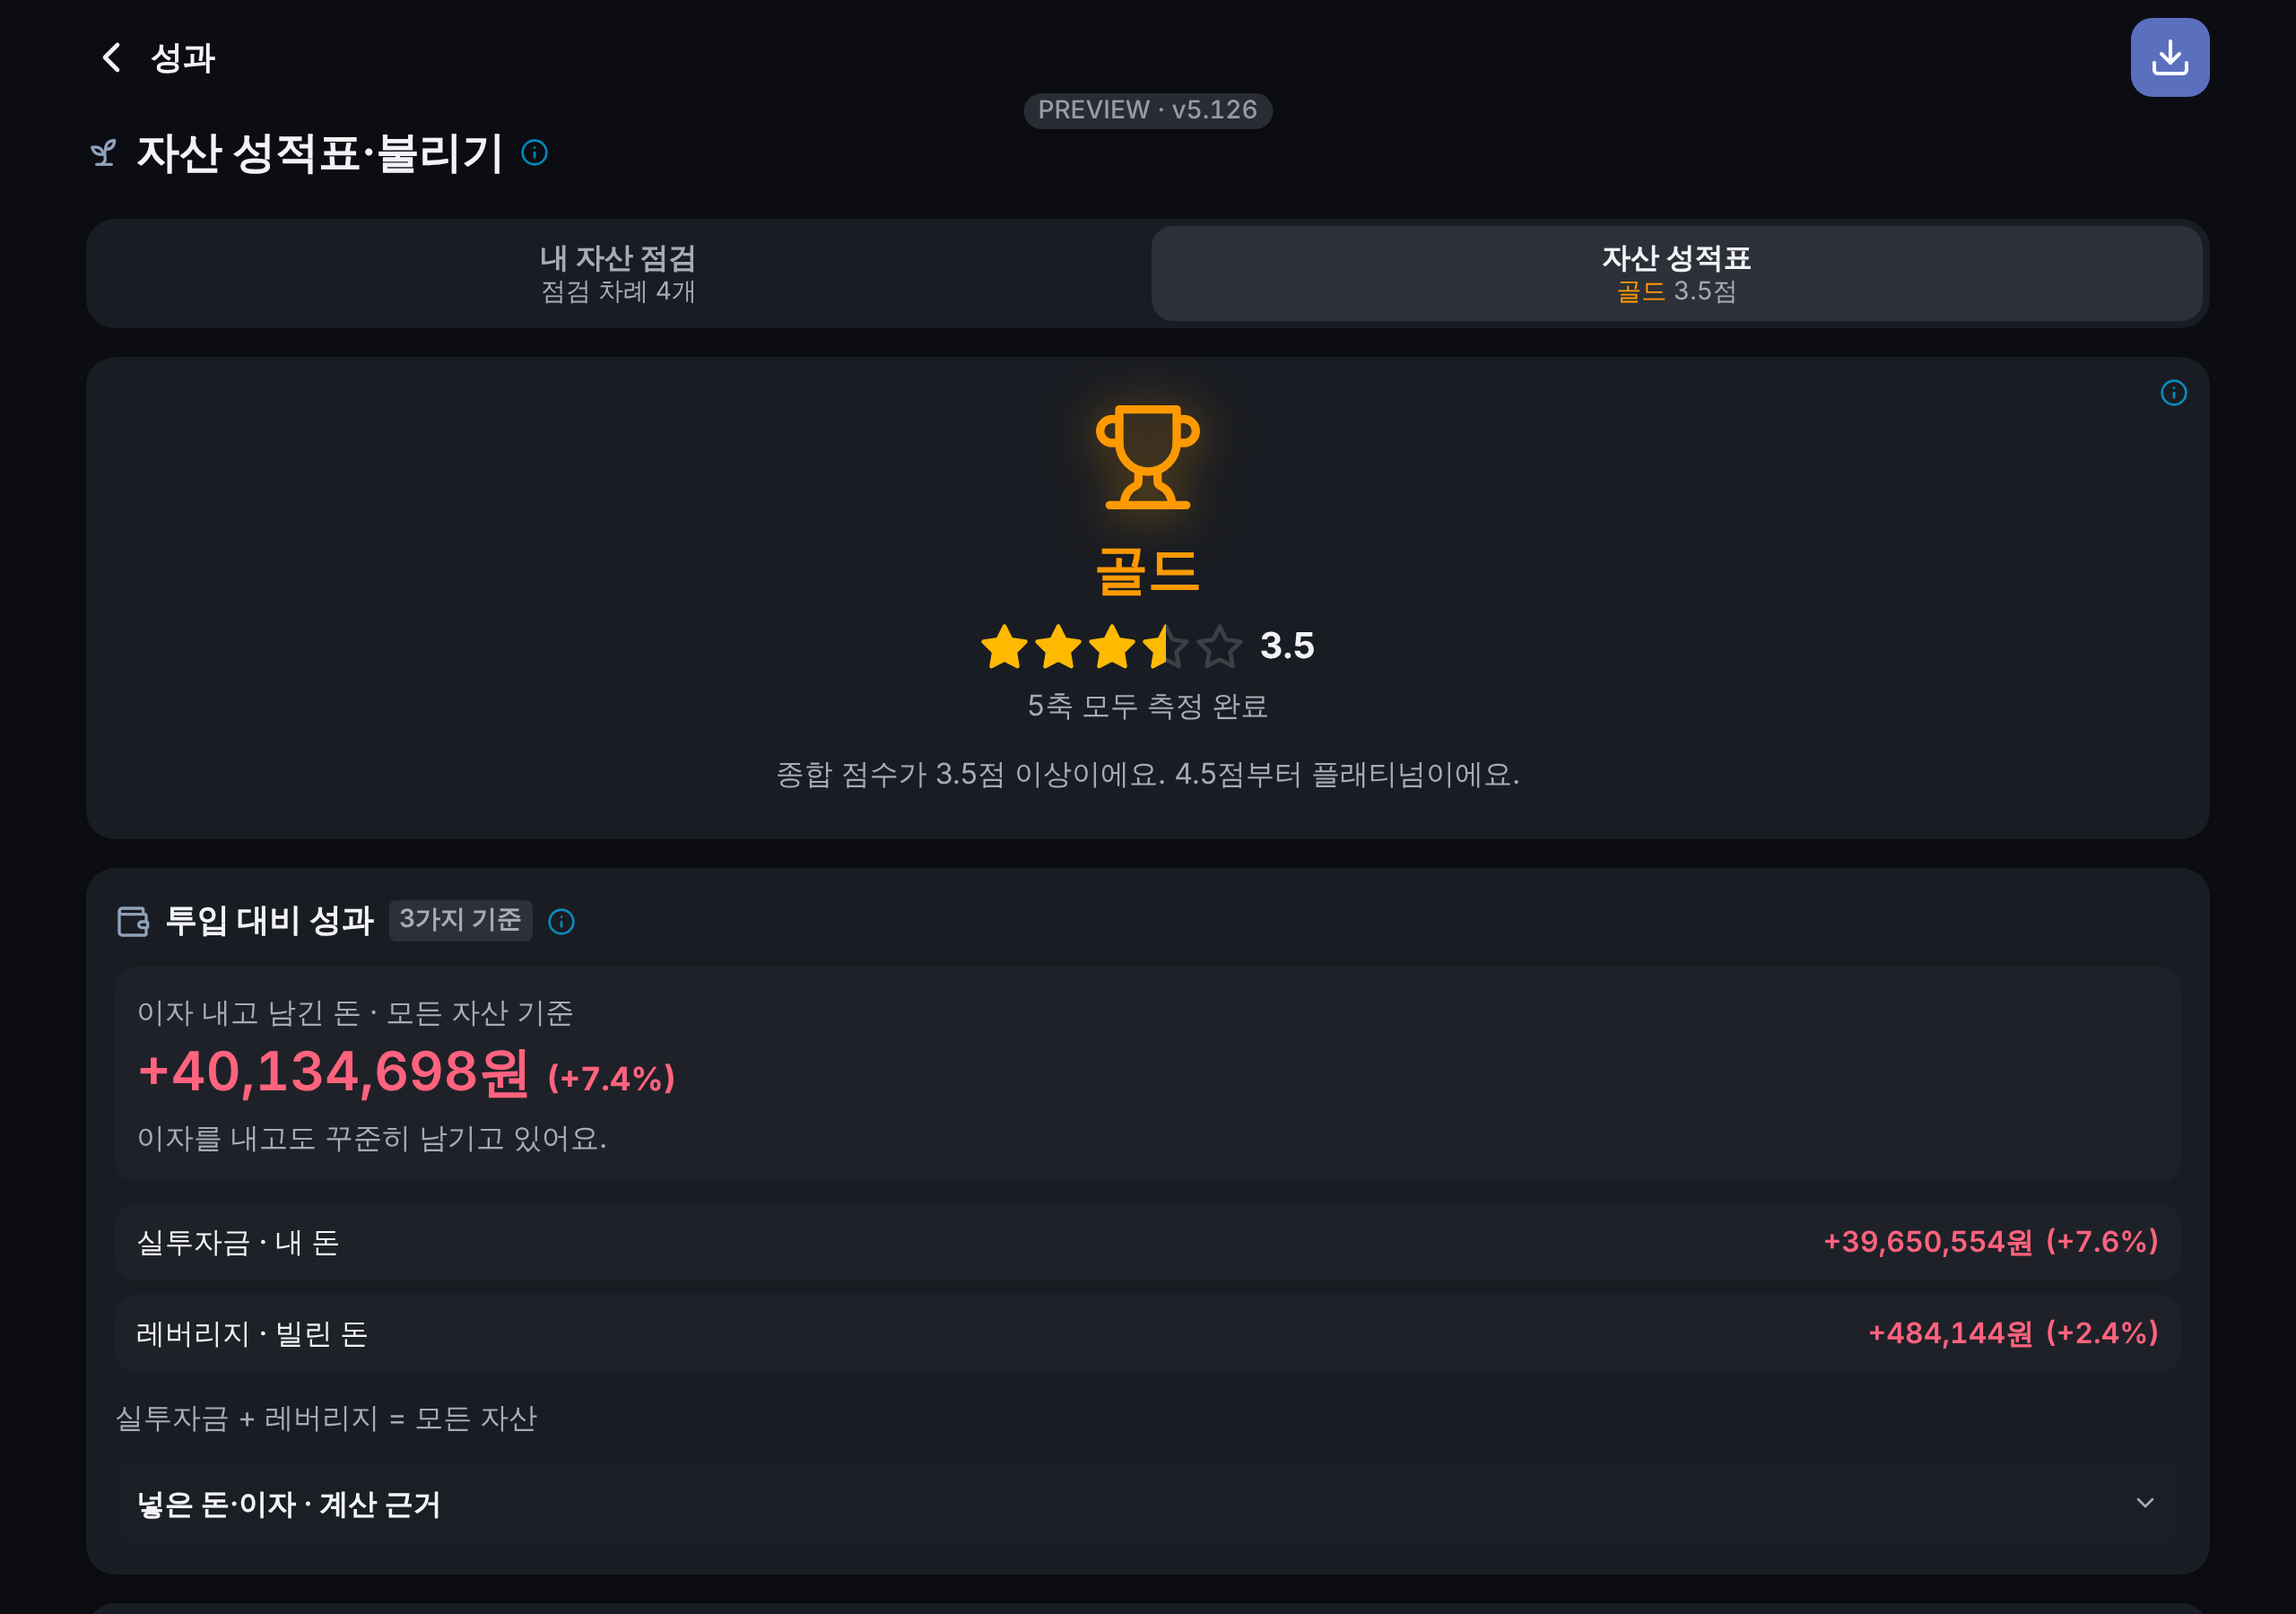 성과
PREVIEW · v5.126
자산 성적표·불리기
내 자산 점검
점검 차례 4개
자산 성적표
골드 3.5점
골드
3.5
5축 모두 측정 완료
종합 점수가 3.5점 이상이에요. 4.5점부터 플래티넘이에요.
투입 대비 성과 3가지 기준
이자 내고 남긴 돈 · 모든 자산 기준
+40,134,698원 (+7.4%)
이자를 내고도 꾸준히 남기고 있어요.
실투자금 · 내 돈 +39,650,554원 (+7.6%)
레버리지 · 빌린 돈 +484,144원 (+2.4%)
실투자금 + 레버리지 = 모든 자산
넣은 돈·이자 · 계산 근거